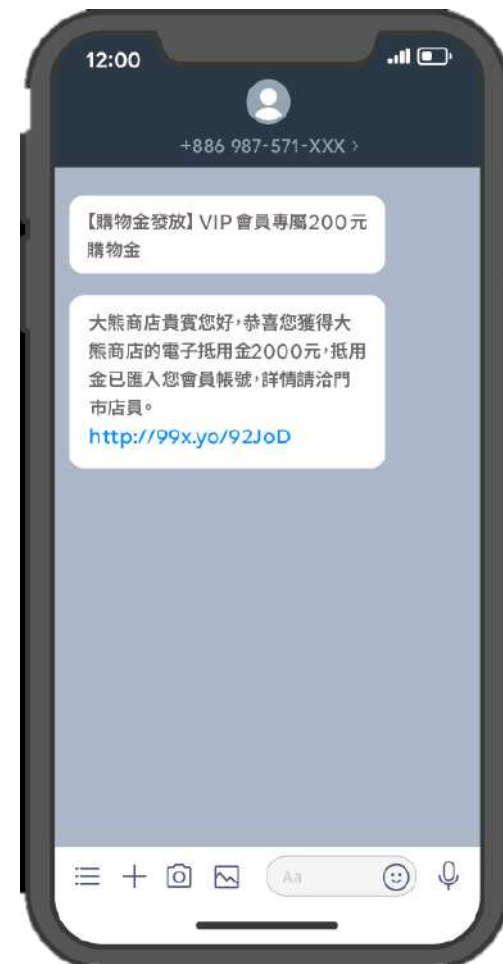 12:00
+886 987-571-XXX >
【購物金發放】VIP會員專屬200元
購物金
大熊商店貴賓您好，恭喜您獲得大
熊商店的電子抵用金2000元，抵用
金已匯入您會員帳號，詳情請洽門
市店員。
http://99x.yo/92JoD
Aa